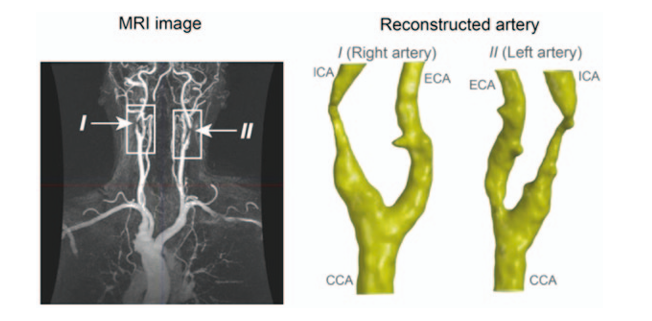 MRI image
Reconstructed artery
I (Right artery)
II (Left artery)
ICA
ECA
ECA
ICA
I
II
CCA
CCA